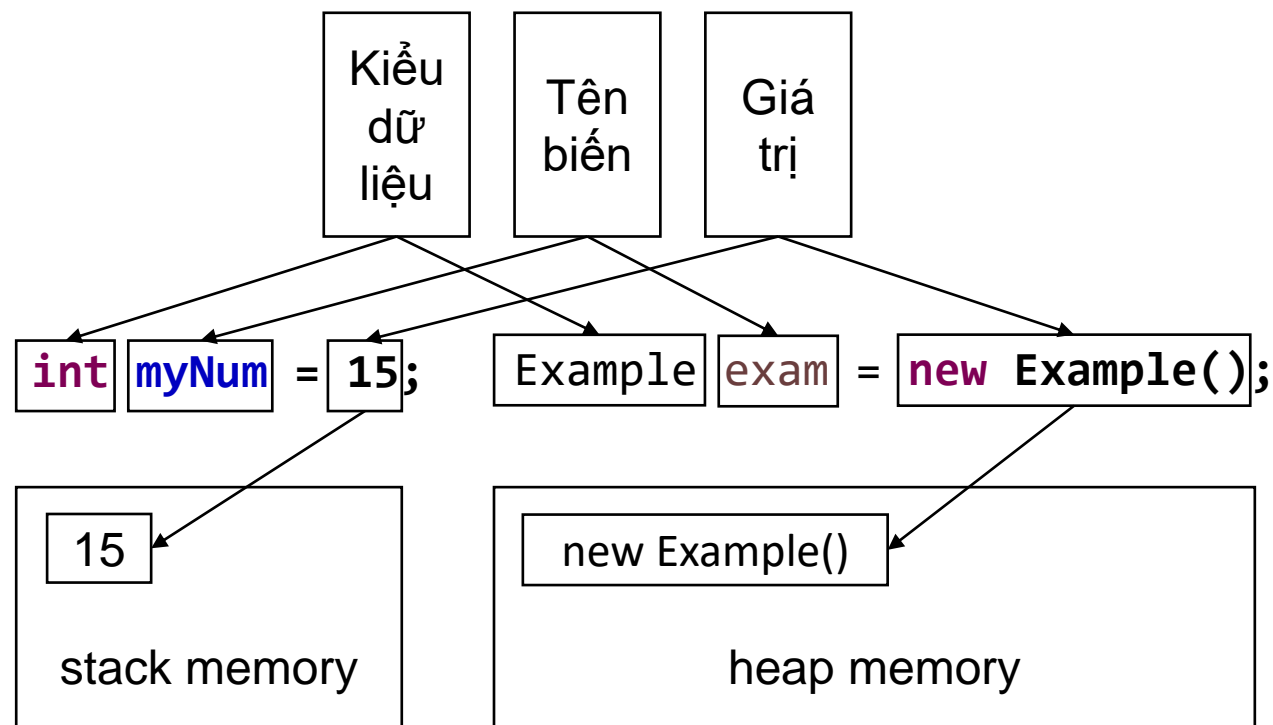 Kiểu
dữ
liệu
Tên
biến
Giá
trị
int myNum = 15;
Example exam = new Example();
15
stack memory
new Example()
heap memory